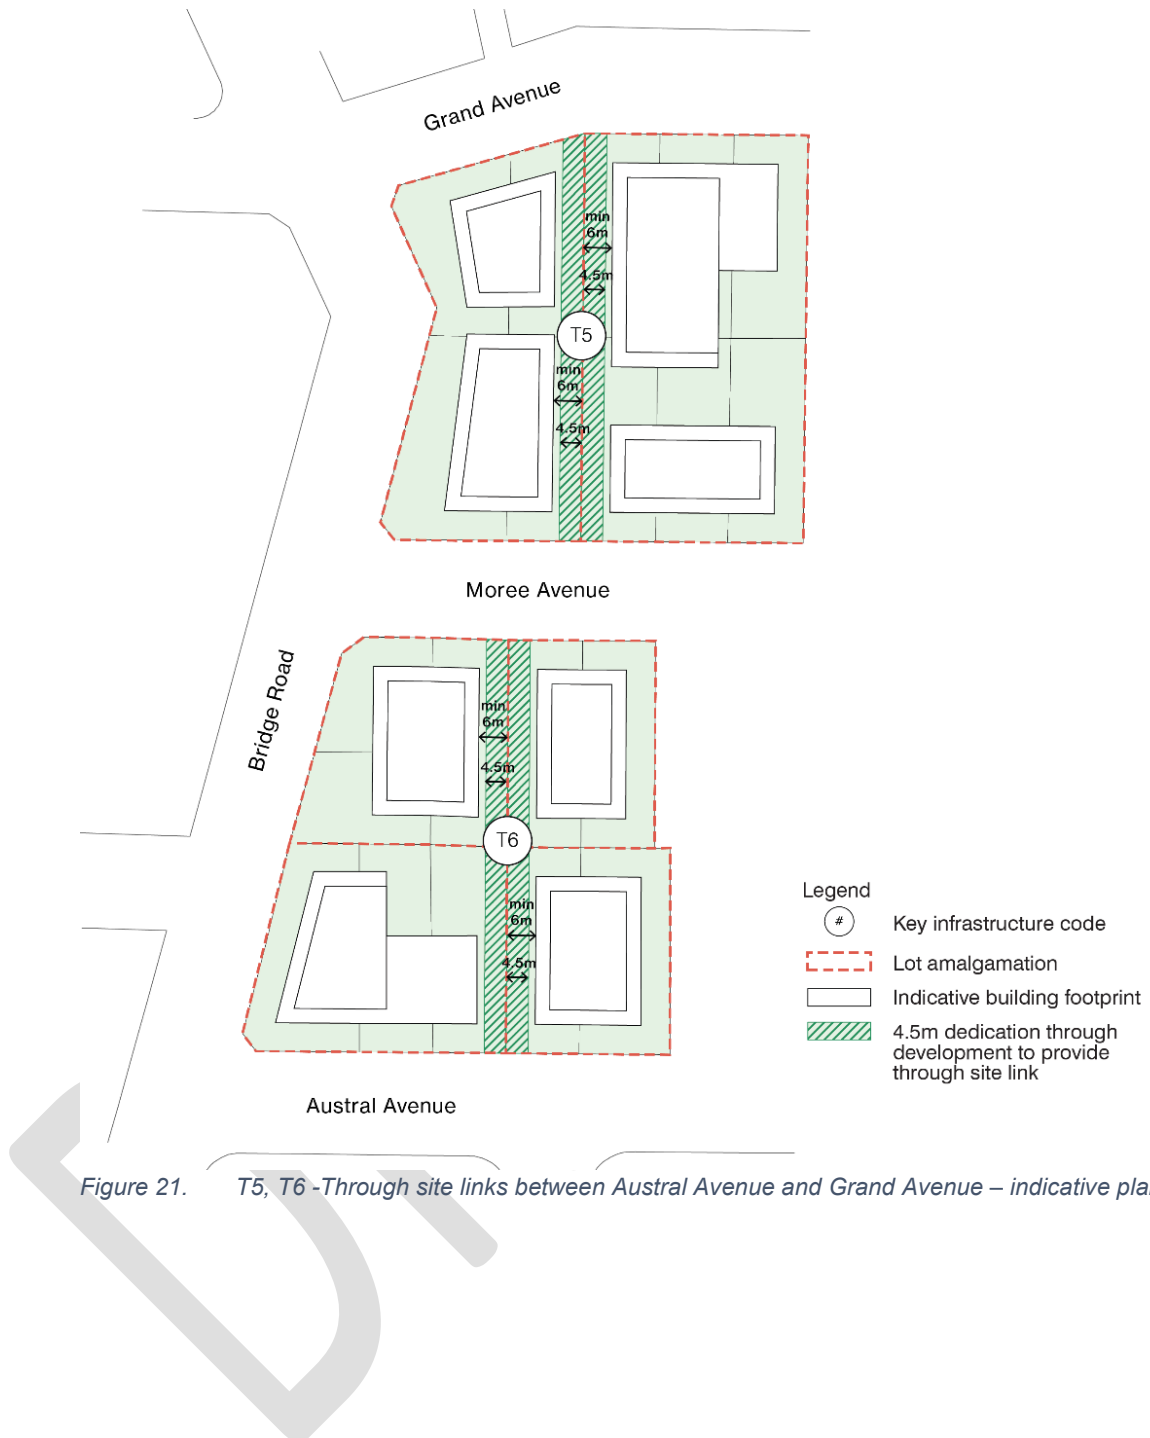 Grand Avenue
min
6m
4.5m
T5
min
6m
4.5m
Moree Avenue
Bridge Road
min
6m
4.5m
T6
min
6m
4.5m
Legend
# Key infrastructure code
Lot amalgamation
Indicative building footprint
4.5m dedication through
development to provide
through site link
Austral Avenue
Figure 21. T5, T6 -Through site links between Austral Avenue and Grand Avenue – indicative